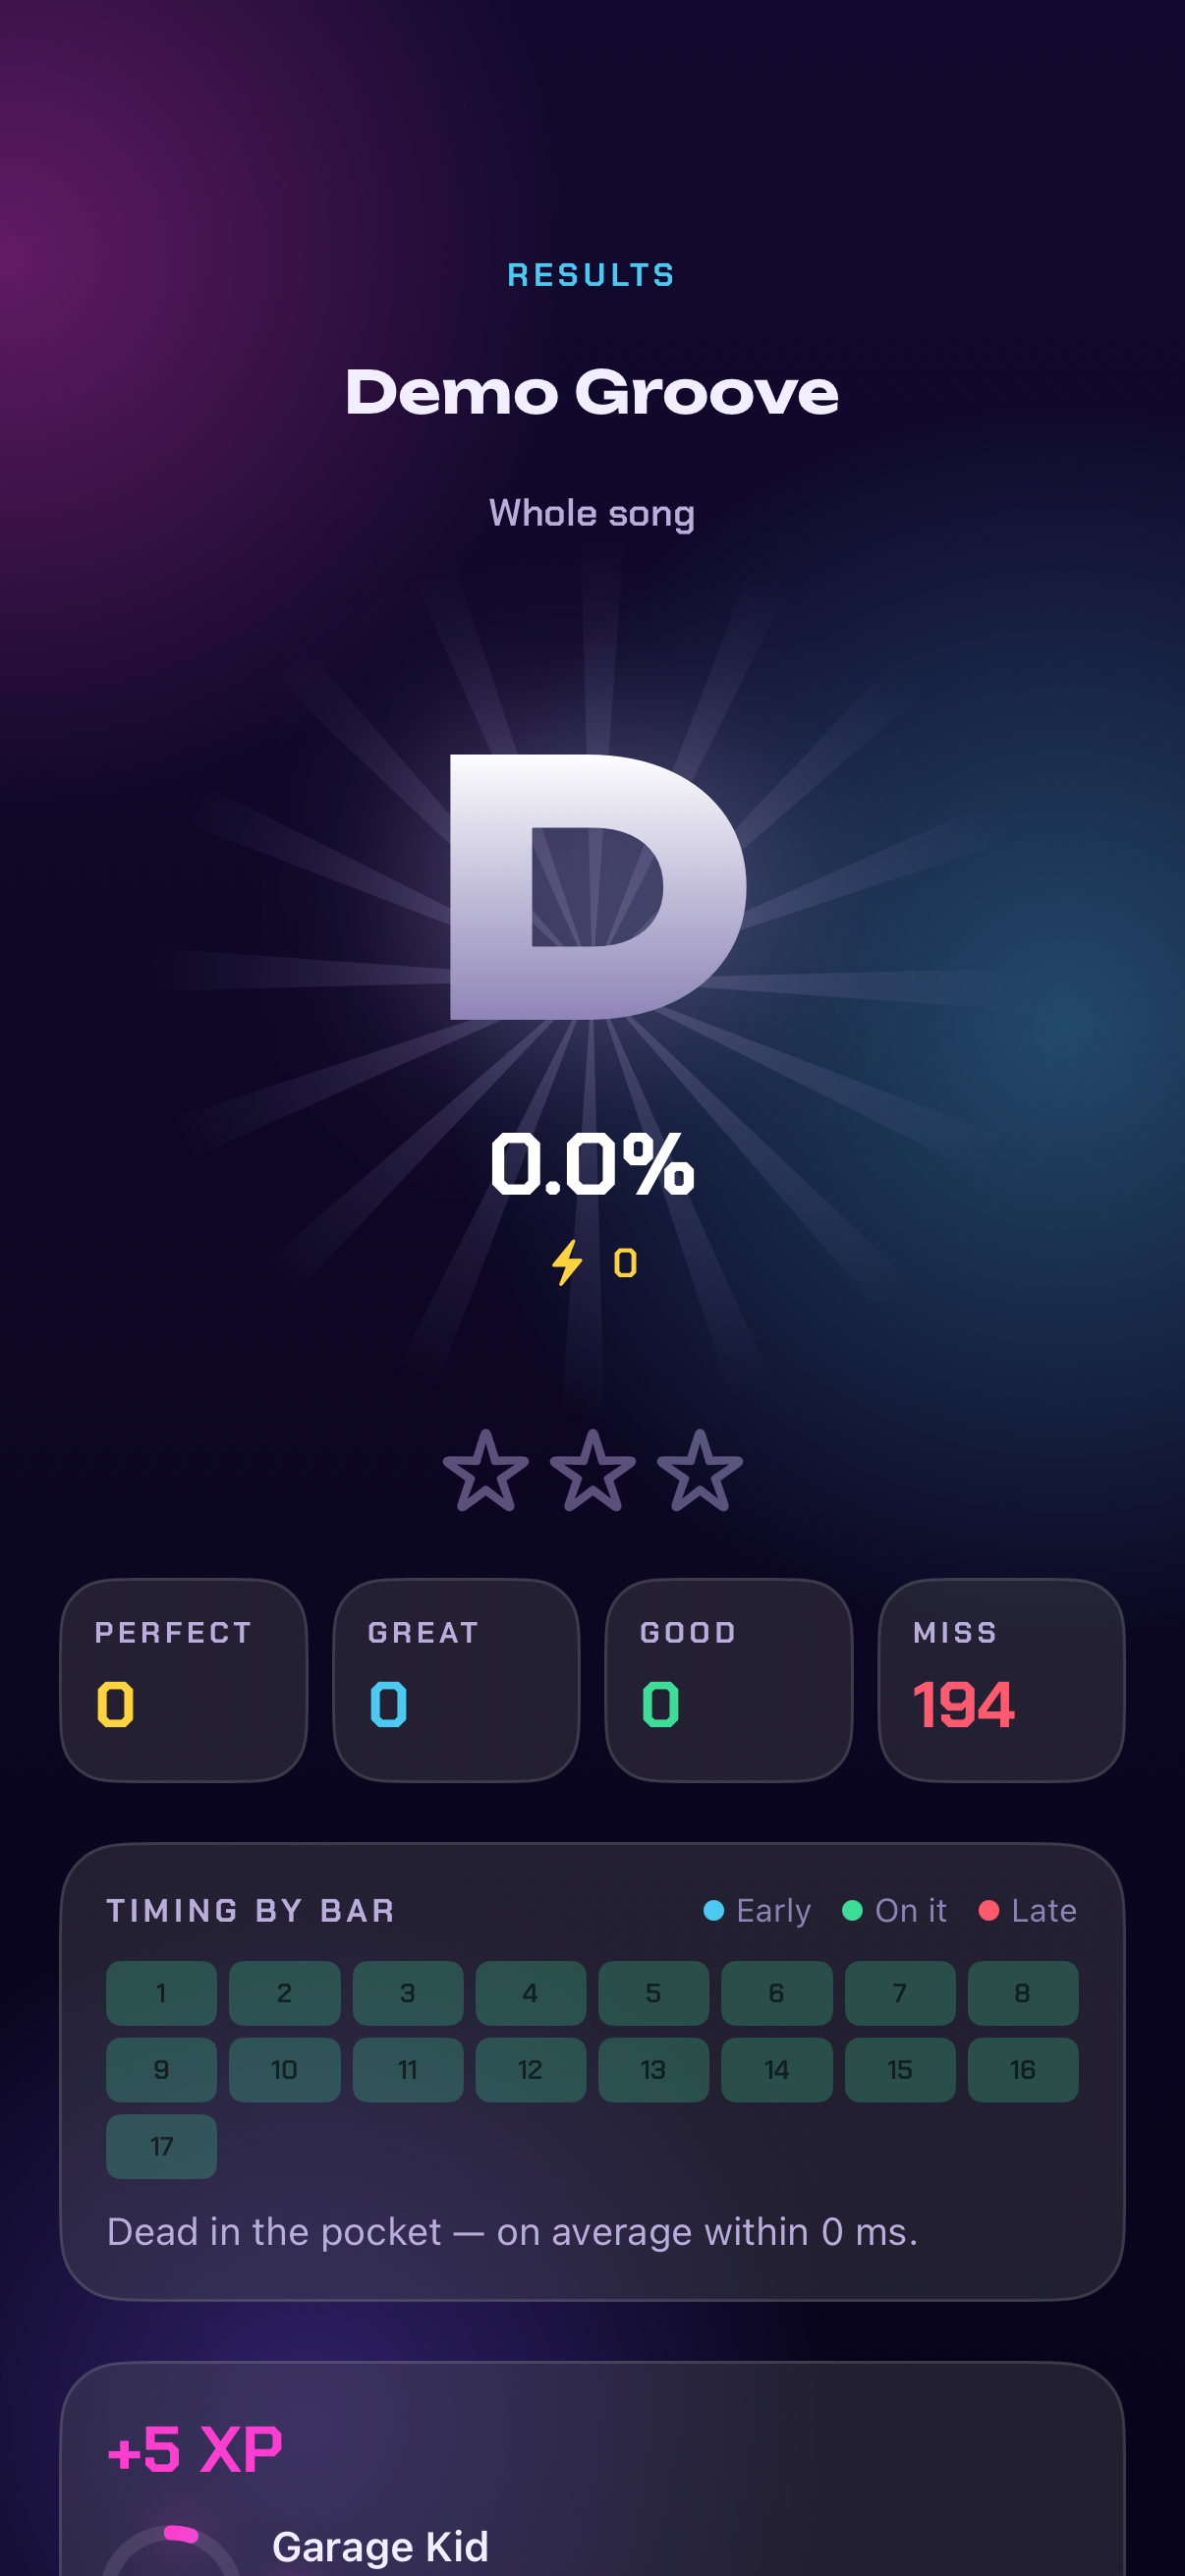 RESULTS
Demo Groove
Whole song
D
0.0%
0
PERFECT GREAT GOOD MISS
0 0 0 194
TIMING BY BAR Early On it Late
1 2 3 4 5 6 7 8
9 10 11 12 13 14 15 16
17
Dead in the pocket — on average within 0 ms.
+5 XP
Garage Kid